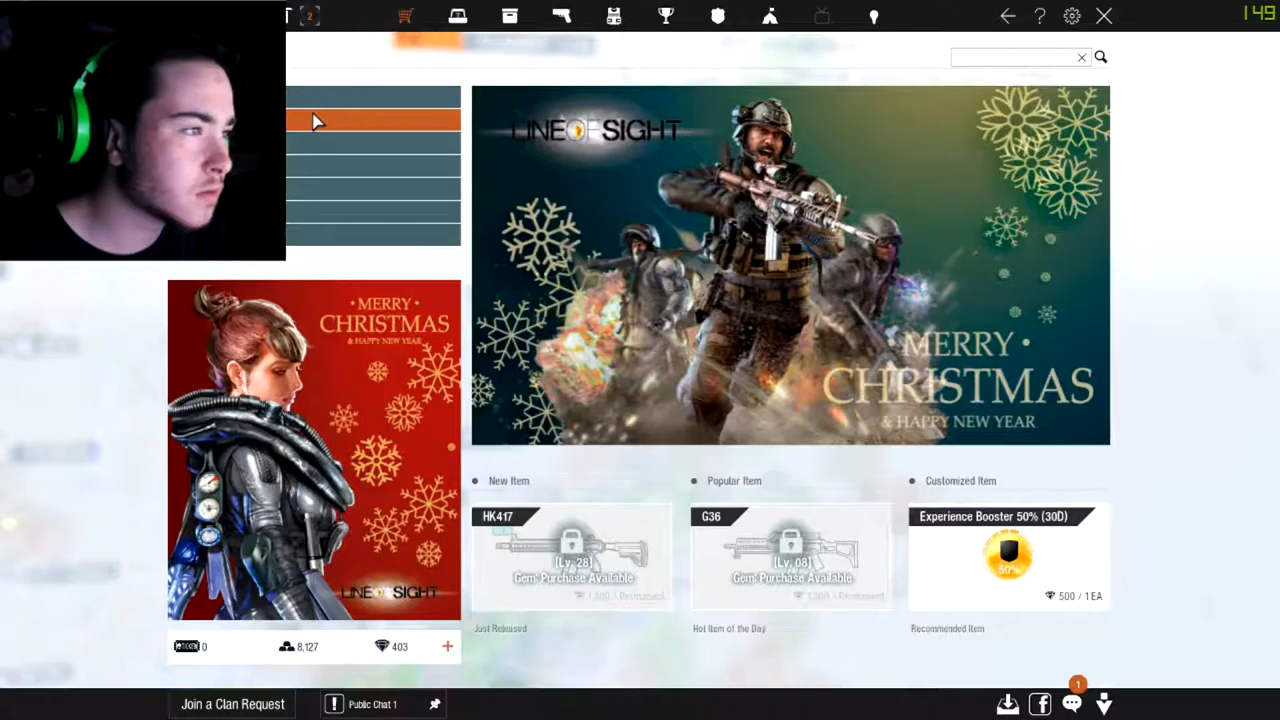 2
149
LINE OF SIGHT
MERRY
CHRISTMAS
& HAPPY NEW YEAR
MERRY
CHRISTMAS
& HAPPY NEW YEAR
LINE OF SIGHT
New Item
Popular Item
Customized Item
HK417
[Lv. 28]
Gem: Purchase Available
G36
[Lv. 08]
Gem: Purchase Available
Experience Booster 50% (30D)
50%
500 / 1EA
Just Released
Hot Item of the Day
Recommended Item
0
8,127
403
Join a Clan Request
Public Chat 1
1